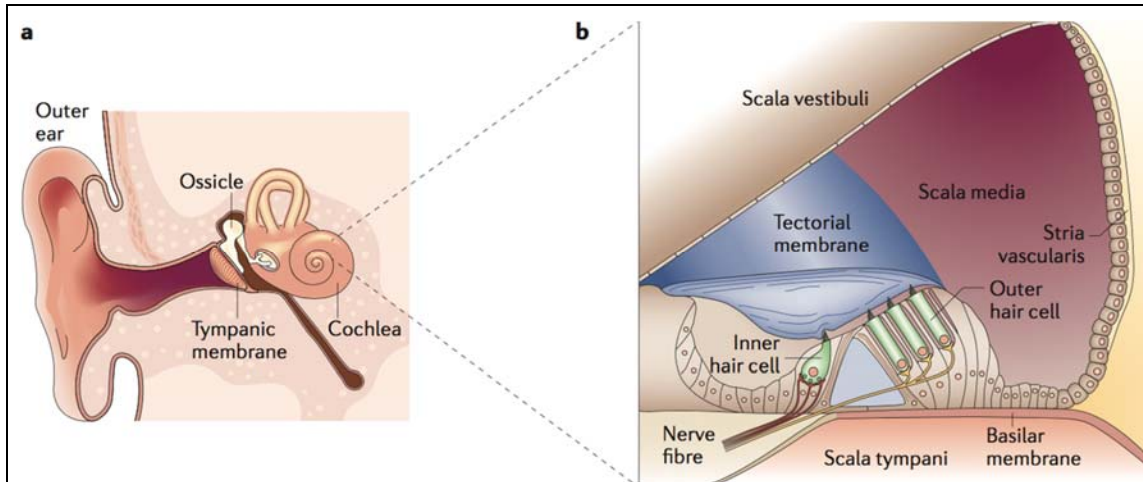 a
Outer
ear
Ossicle
Tympanic
membrane
Cochlea
b
Scala vestibuli
Scala media
Tectorial
membrane
Stria
vascularis
Outer
hair cell
Inner
hair cell
Nerve
fibre
Scala tympani
Basilar
membrane